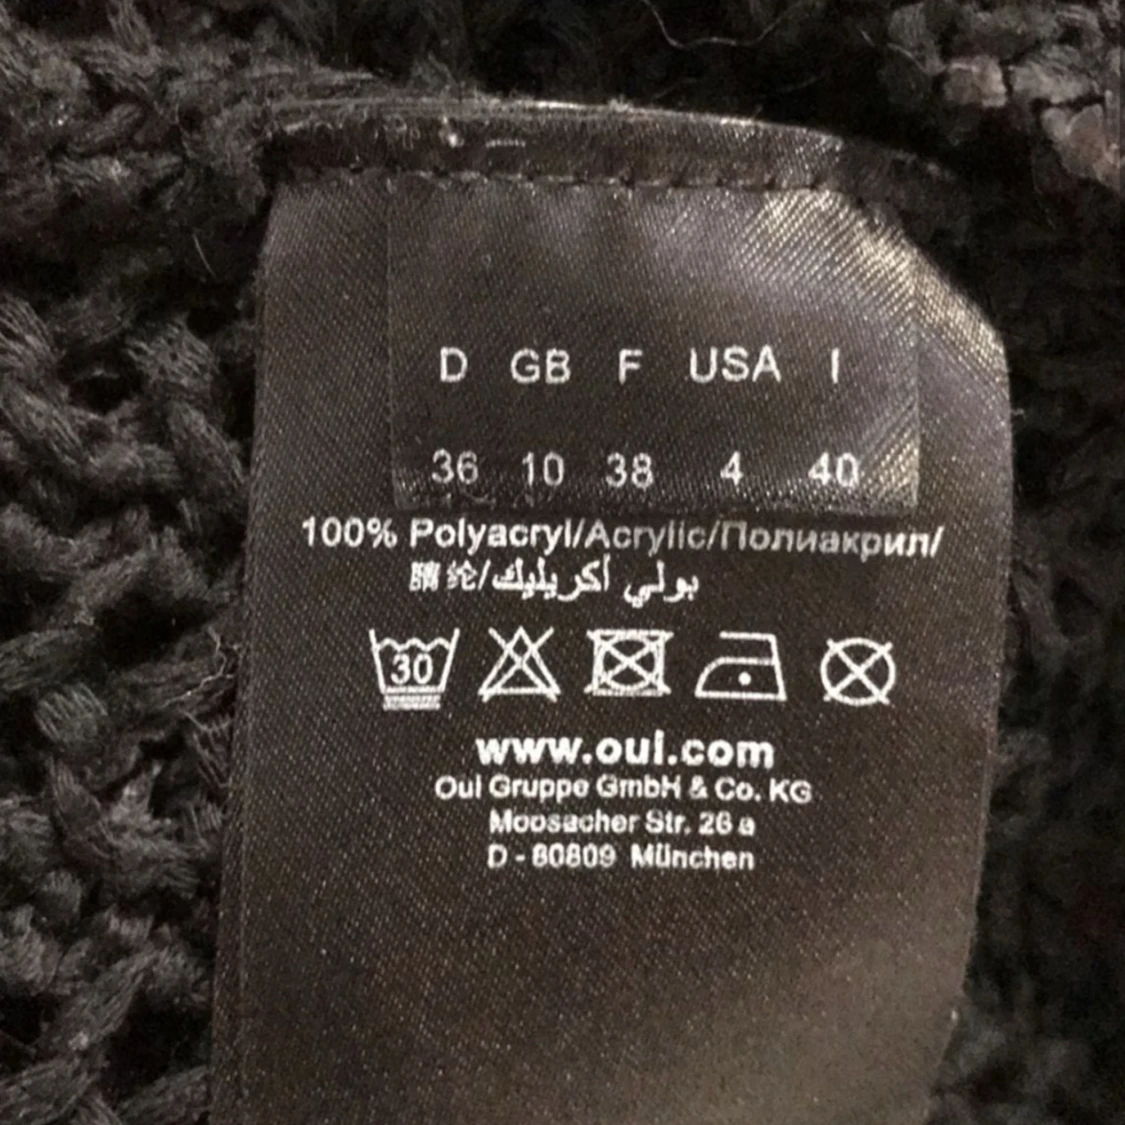 D GB F USA I
36 10 38 4 40
100% Polyacryl/Acrylic/Полиакрил/
腈纶/بولي أكريليك
30
www.oui.com
Oui Gruppe GmbH & Co. KG
Moosacher Str. 26 a
D - 80809 München